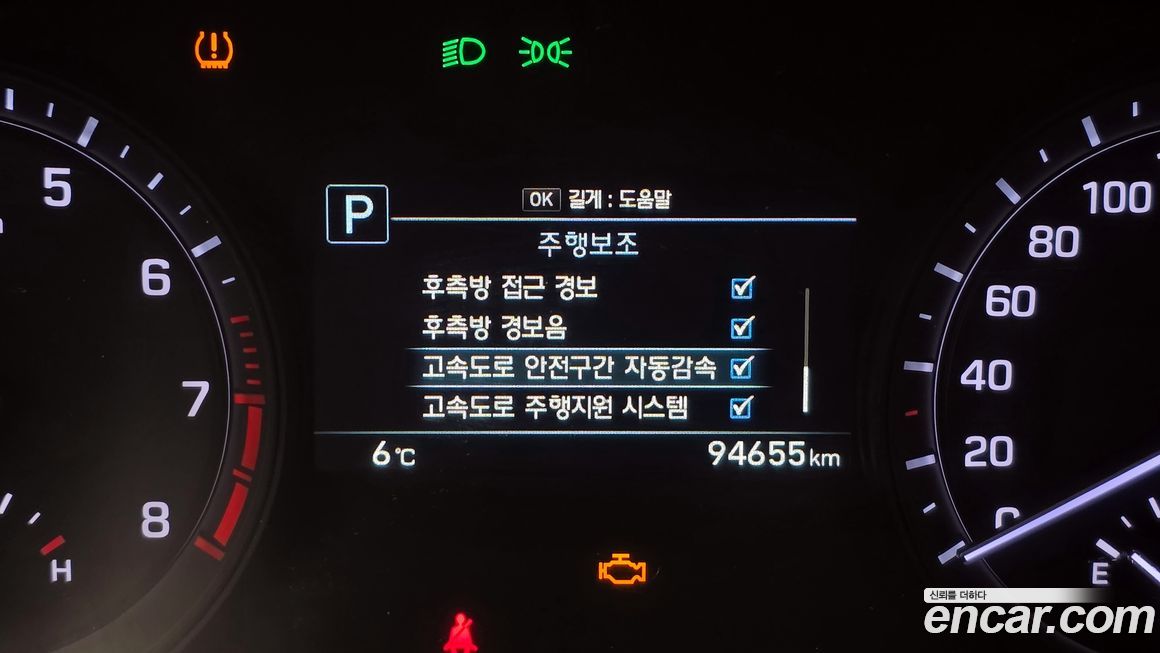 OK 길게 : 도움말
P
주행보조
후측방 접근 경보
후측방 경보음
고속도로 안전구간 자동감속
고속도로 주행지원 시스템
6℃ 94655km
5
6
7
8
H
100
80
60
40
20
0
E
신뢰를 더하다
encar.com